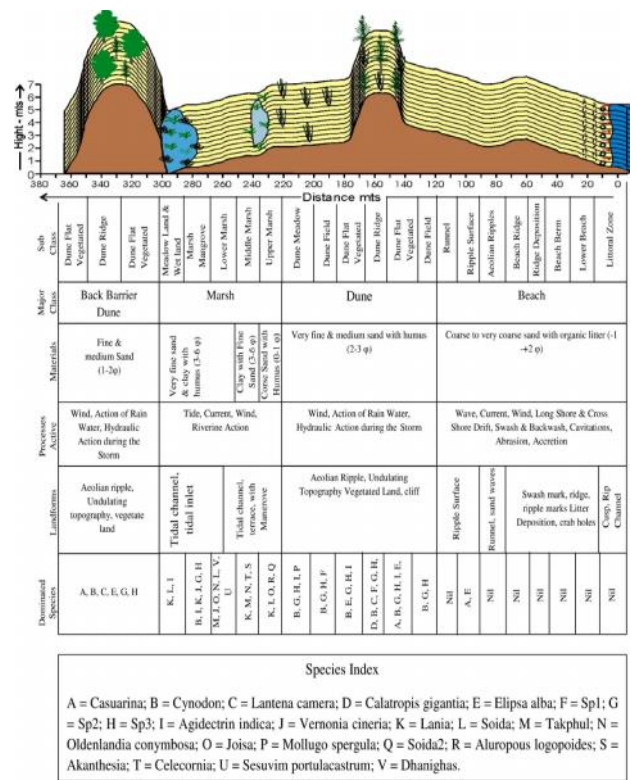 Hight - mts
7
6
5
4
3
2
1
0
380 360 340 320 300 280 260 240 220 200 180 160 140 120 100 80 60 40 20 0
Distance mts
Sub Class
Dune Flat Vegetated
Dune Ridge
Dune Flat Vegetated
Meadow Land & Wet land
Marsh Mangrove
Lower Marsh
Middle Marsh
Upper Marsh
Dune Meadow
Dune Field
Dune Flat Vegetated
Dune Ridge
Dune Flat Vegetated
Dune Field
Runnel
Ripple Surface
Aeolian Ripples
Beach Ridge
Ridge Deposition
Beach Berm
Lower Beach
Littoral Zone
Major Class
Back Barrier Dune
Marsh
Dune
Beach
Materials
Fine & medium Sand (1-2φ)
Very fine sand & clay with humus (3-6 φ)
Clay with Fine Sand (3-6 φ)
Corse Sand with Humus (0-1 φ)
Very fine & medium sand with humus (2-3 φ)
Coarse to very coarse sand with organic litter (-1 -+2 φ)
Processes Active
Wind, Action of Rain Water, Hydraulic Action during the Storm
Tide, Current, Wind, Riverine Action
Wind, Action of Rain Water, Hydraulic Action during the Storm
Wave, Current, Wind, Long Shore & Cross Shore Drift, Swash & Backwash, Cavitations, Abrasion, Accretion
Landforms
Aeolian ripple, Undulating topography, vegetate land
Tidal channel, tidal inlet
Tidal channel, terrace, with Mangrove
Aeolian Ripple, Undulating Topography Vegetated Land, cliff
Ripple Surface
Runnel, sand waves
Swash mark, ridge, ripple marks Litter Deposition, crab holes
Cusp, Rip Channel
Dominated Species
A, B, C, E, G, H
K, L, I
B, I, K, J, G, H
M, J, O, N, L, V, U
K, M, N, T, S
K, I, O, R, Q
B, G, H, I, P
B, G, H, F
B, E, G, H, I
D, B, C, F, G, H,
A, B, G, H, I, E,
B, G, H
Nil
A, E
Nil
Nil
Nil
Nil
Nil
Nil
Species Index
A = Casuarina; B = Cynodon; C = Lantena camera; D = Calatropis gigantia; E = Elipsa alba; F = Sp1; G
= Sp2; H = Sp3; I = Agidectrin indica; J = Vernonia cineria; K = Lania; L = Soida; M = Takphul; N =
Oldenlandia conymbosa; O = Joisa; P = Mollugo spergula; Q = Soida2; R = Aluropous logopoides; S =
Akanthesia; T = Celecornia; U = Sesuvim portulacastrum; V = Dhanighas.